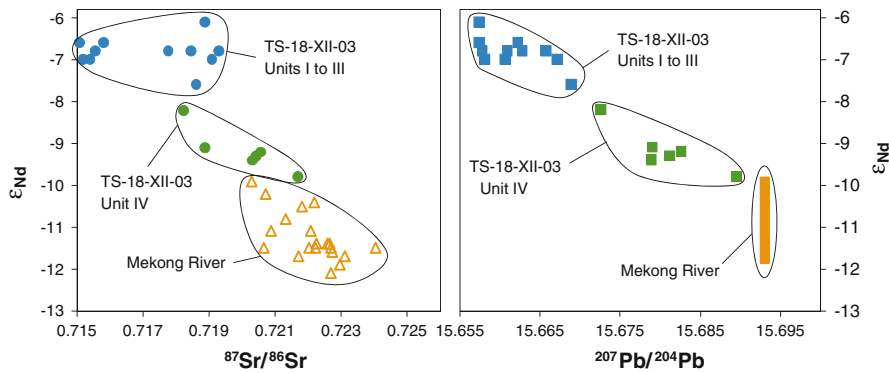 -6
-7
-8
-9
-10
-11
-12
-13
εNd
0.715
0.717
0.719
0.721
0.723
0.725
87Sr/86Sr
TS-18-XII-03
Units I to III
TS-18-XII-03
Unit IV
Mekong River
-6
-7
-8
-9
-10
-11
-12
-13
εNd
15.655
15.665
15.675
15.685
15.695
207Pb/204Pb
TS-18-XII-03
Units I to III
TS-18-XII-03
Unit IV
Mekong River